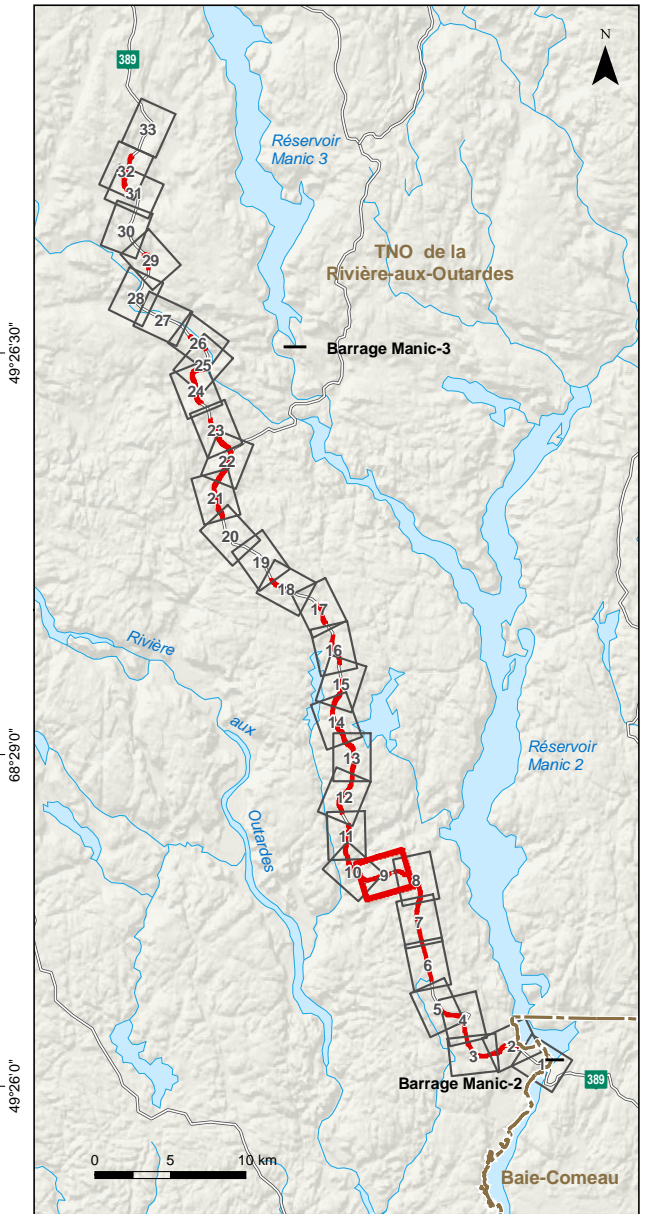 N
389
Réservoir
Manic 3
33
32
31
30
TNO de la
Rivière-aux-Outardes
29
28
27
49°26'30"
26
Barrage Manic-3
25
24
23
22
21
20
19
18
17
Rivière
16
15
aux
14
68°29'0"
Réservoir
Manic 2
13
12
Outardes
11
10
9
8
7
6
5
4
2
3
1
49°26'0"
Barrage Manic-2
389
0 5 10 km
Baie-Comeau